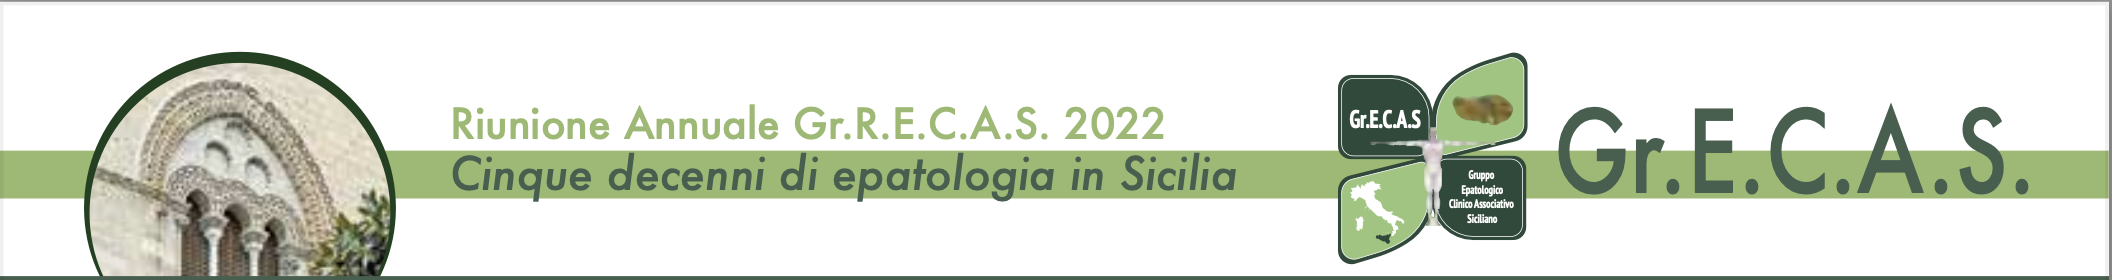 Riunione Annuale Gr.R.E.C.A.S. 2022
Cinque decenni di epatologia in Sicilia
Gr.E.C.A.S
Gruppo
Epatologico
Clinico Associativo
Siciliano
Gr.E.C.A.S.